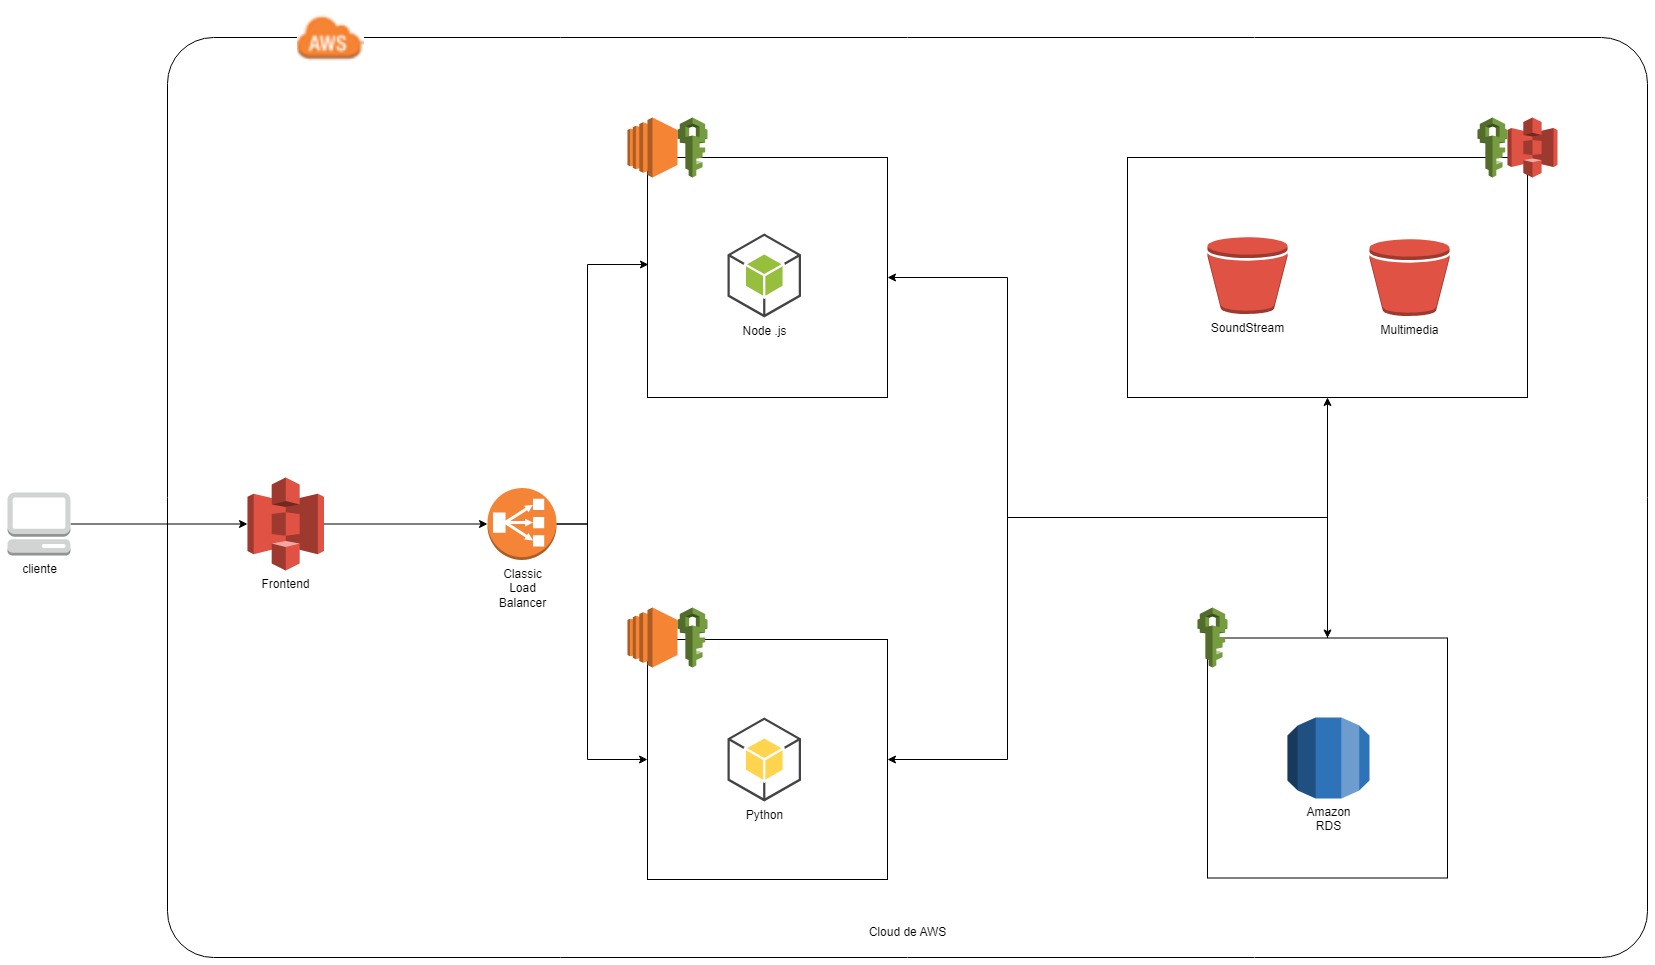 AWS
Node .js
SoundStream
Multimedia
cliente
Frontend
Classic
Load
Balancer
Python
Amazon
RDS
Cloud de AWS